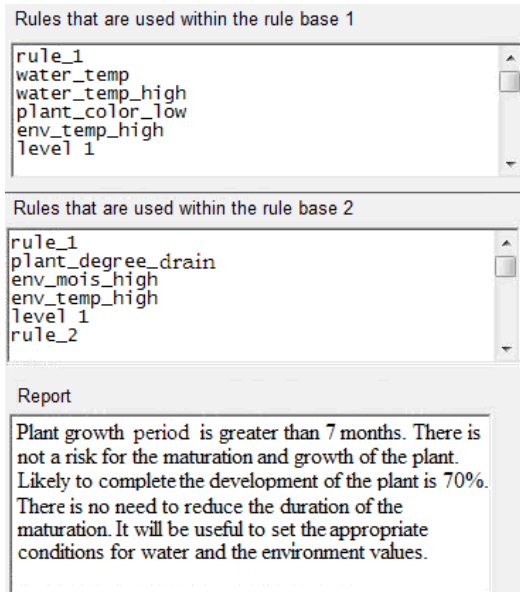 Rules that are used within the rule base 1
rule_1
water_temp
water_temp_high
plant_color_low
env_temp_high
level 1
Rules that are used within the rule base 2
rule_1
plant_degree_drain
env_mois_high
env_temp_high
level 1
rule_2
Report
Plant growth period is greater than 7 months. There is
not a risk for the maturation and growth of the plant.
Likely to complete the development of the plant is 70%.
There is no need to reduce the duration of the
maturation. It will be useful to set the appropriate
conditions for water and the environment values.